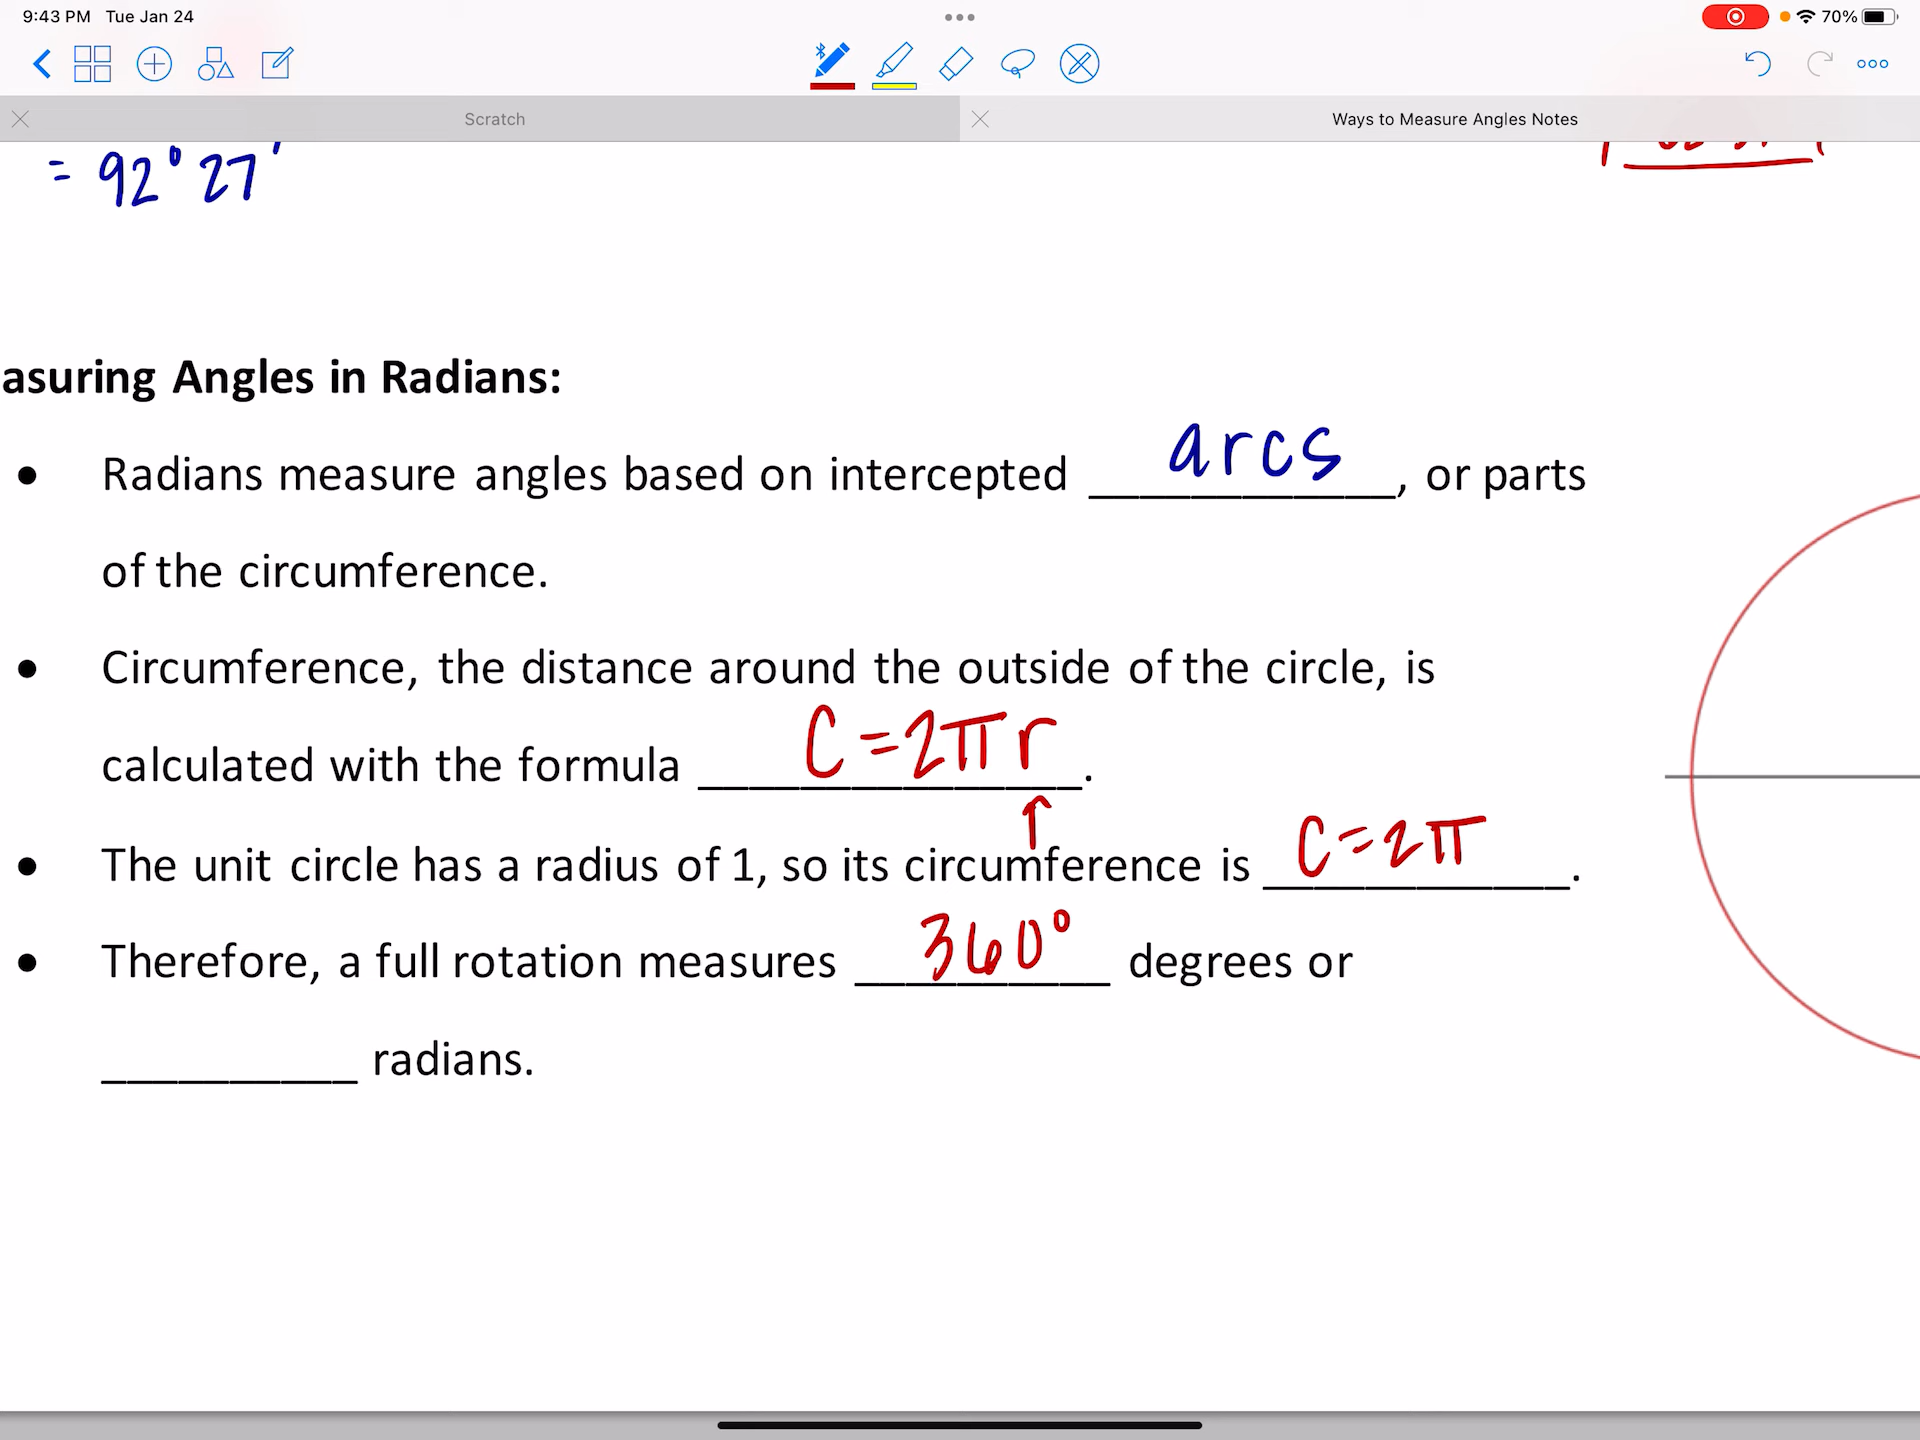 9:43 PM Tue Jan 24
70%
Scratch
Ways to Measure Angles Notes
= 92° 27'
asuring Angles in Radians:
• Radians measure angles based on intercepted arcs, or parts
of the circumference.
• Circumference, the distance around the outside of the circle, is
calculated with the formula C=2πr.
• The unit circle has a radius of 1, so its circumference is C=2π.
• Therefore, a full rotation measures 360° degrees or
__________ radians.